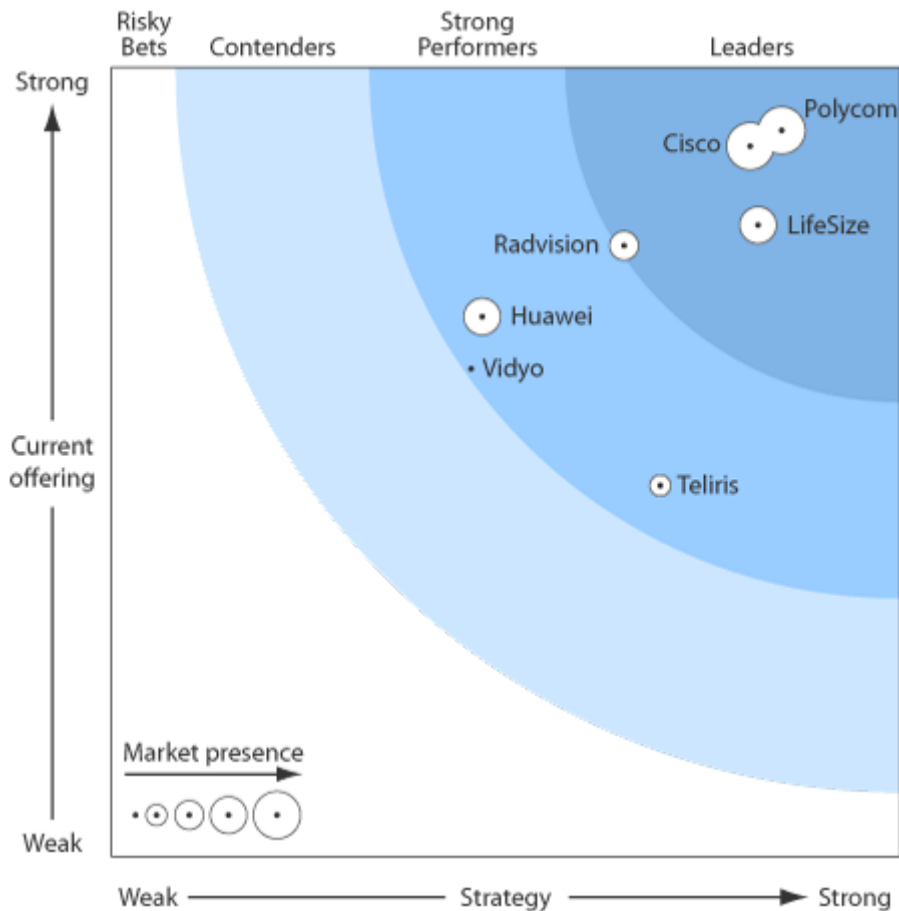 Risky
Bets
Contenders
Strong
Performers
Leaders
Strong
Polycom
Cisco
LifeSize
Radvision
Huawei
Vidyo
Current
offering
Teliris
Market presence
Weak
Weak
Strategy
Strong